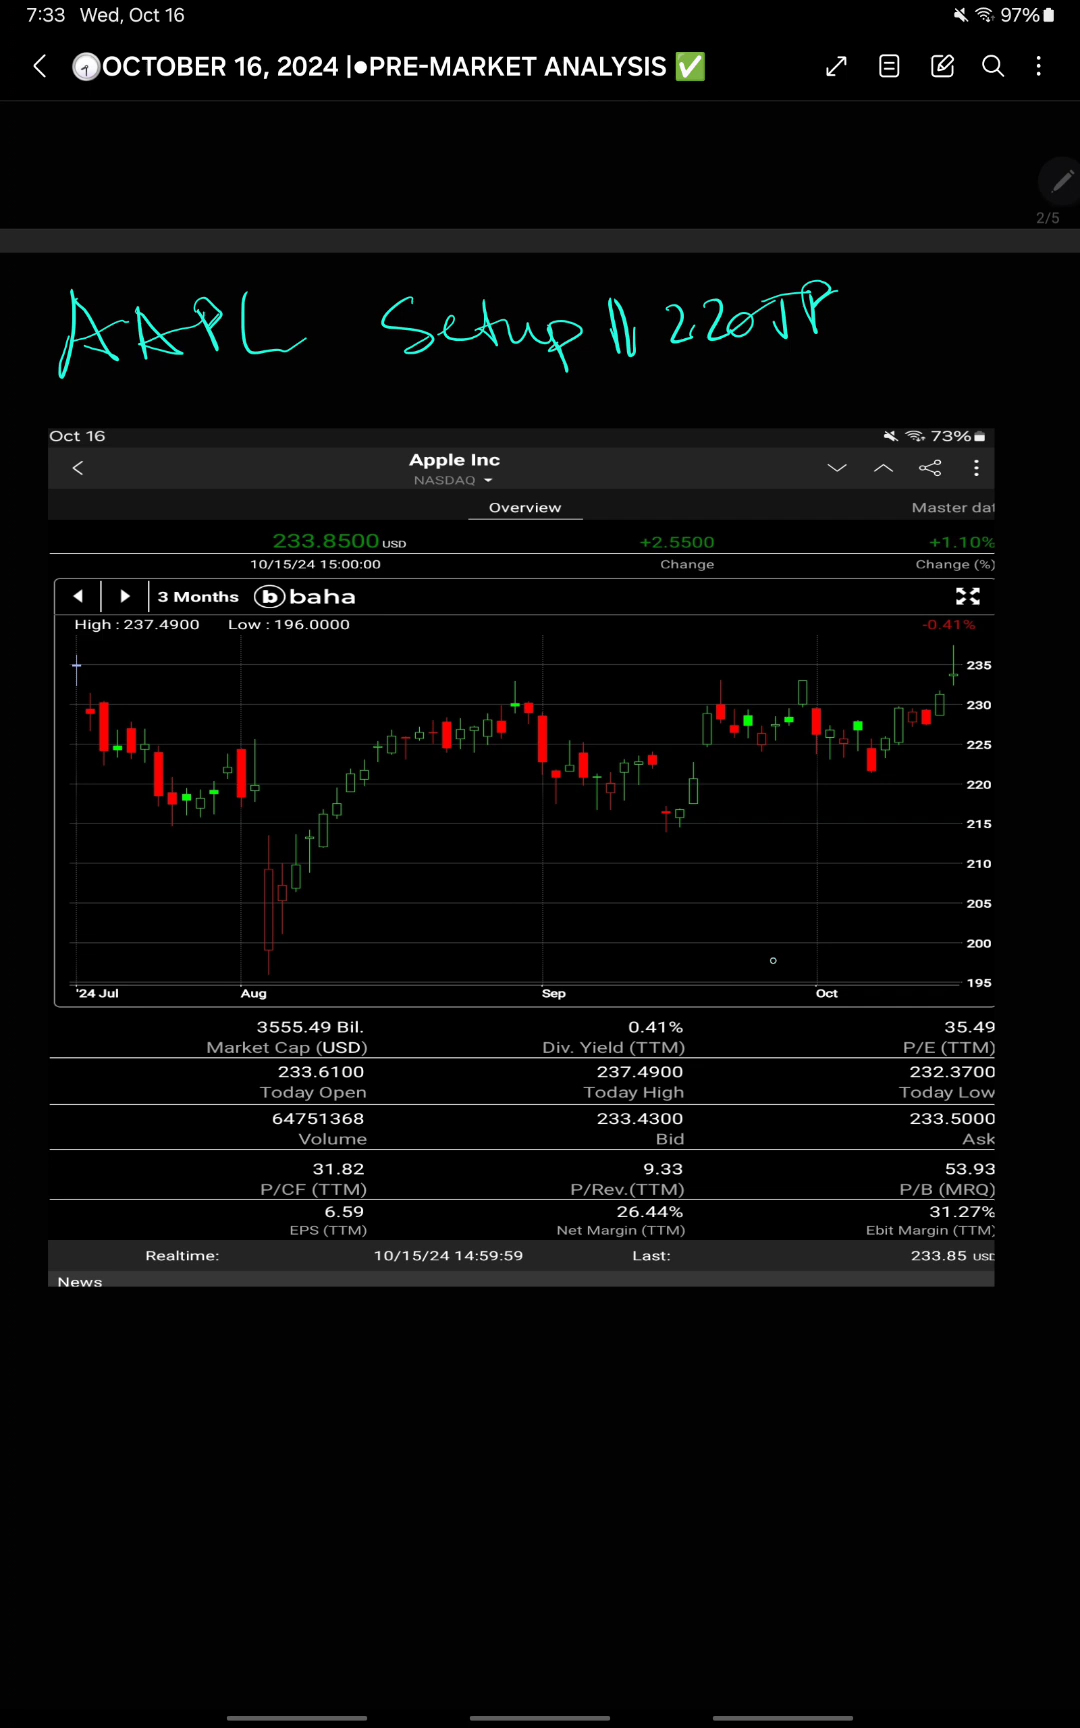 7:33 Wed, Oct 16 97%
OCTOBER 16, 2024 |●PRE-MARKET ANALYSIS ✅
2/5
AAPL Setup || 220JP
Oct 16 73%
Apple Inc
NASDAQ
Overview Master dat
233.8500 USD +2.5500 +1.10%
10/15/24 15:00:00 Change Change (%)
3 Months b baha
High : 237.4900 Low : 196.0000 -0.41%
235
230
225
220
215
210
205
200
195
'24 Jul Aug Sep Oct
3555.49 Bil. 0.41% 35.49
Market Cap (USD) Div. Yield (TTM) P/E (TTM)
233.6100 237.4900 232.3700
Today Open Today High Today Low
64751368 233.4300 233.5000
Volume Bid Ask
31.82 9.33 53.93
P/CF (TTM) P/Rev.(TTM) P/B (MRQ)
6.59 26.44% 31.27%
EPS (TTM) Net Margin (TTM) Ebit Margin (TTM)
Realtime: 10/15/24 14:59:59 Last: 233.85 USD
News